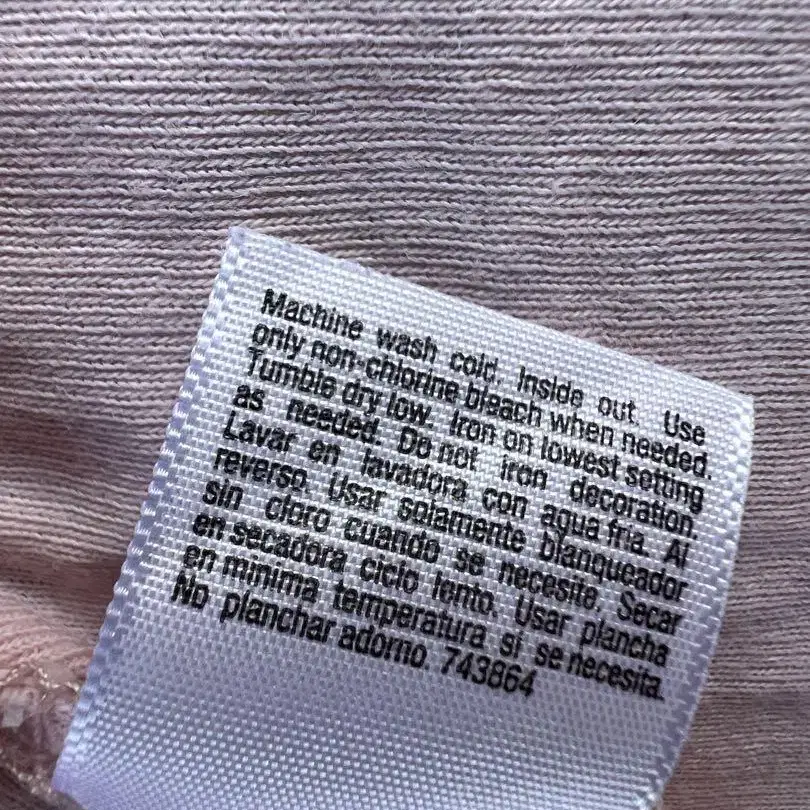 Machine wash cold. Inside out. Use
only non-chlorine bleach when needed.
Tumble dry low. Iron on lowest setting
as needed. Do not iron decoration.
Lavar en lavadora con agua fria. Al
reverso. Usar solamente blanqueador
sin cloro cuando se necesite. Secar
en secadora ciclo lento. Usar plancha
en minima temperatura si se necesita.
No planchar adorno 743864